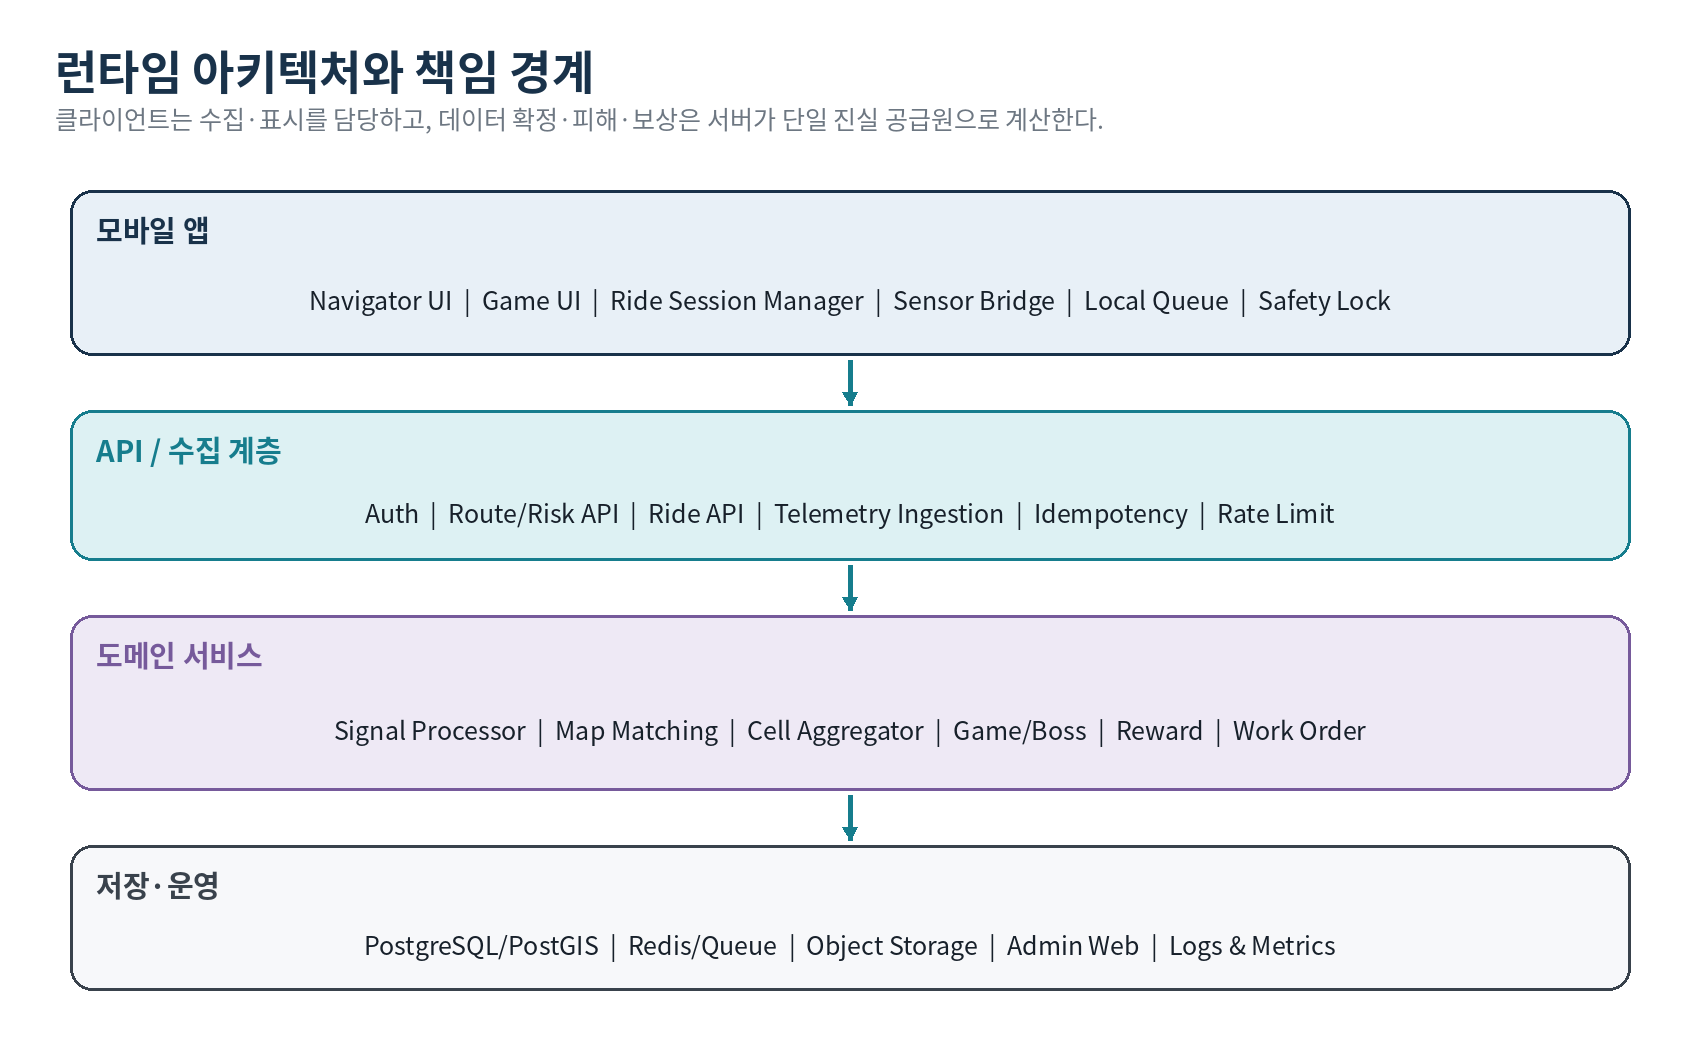 런타임 아키텍처와 책임 경계
클라이언트는 수집·표시를 담당하고, 데이터 확정·피해·보상은 서버가 단일 진실 공급원으로 계산한다.
모바일 앱
Navigator UI | Game UI | Ride Session Manager | Sensor Bridge | Local Queue | Safety Lock
API / 수집 계층
Auth | Route/Risk API | Ride API | Telemetry Ingestion | Idempotency | Rate Limit
도메인 서비스
Signal Processor | Map Matching | Cell Aggregator | Game/Boss | Reward | Work Order
저장·운영
PostgreSQL/PostGIS | Redis/Queue | Object Storage | Admin Web | Logs & Metrics